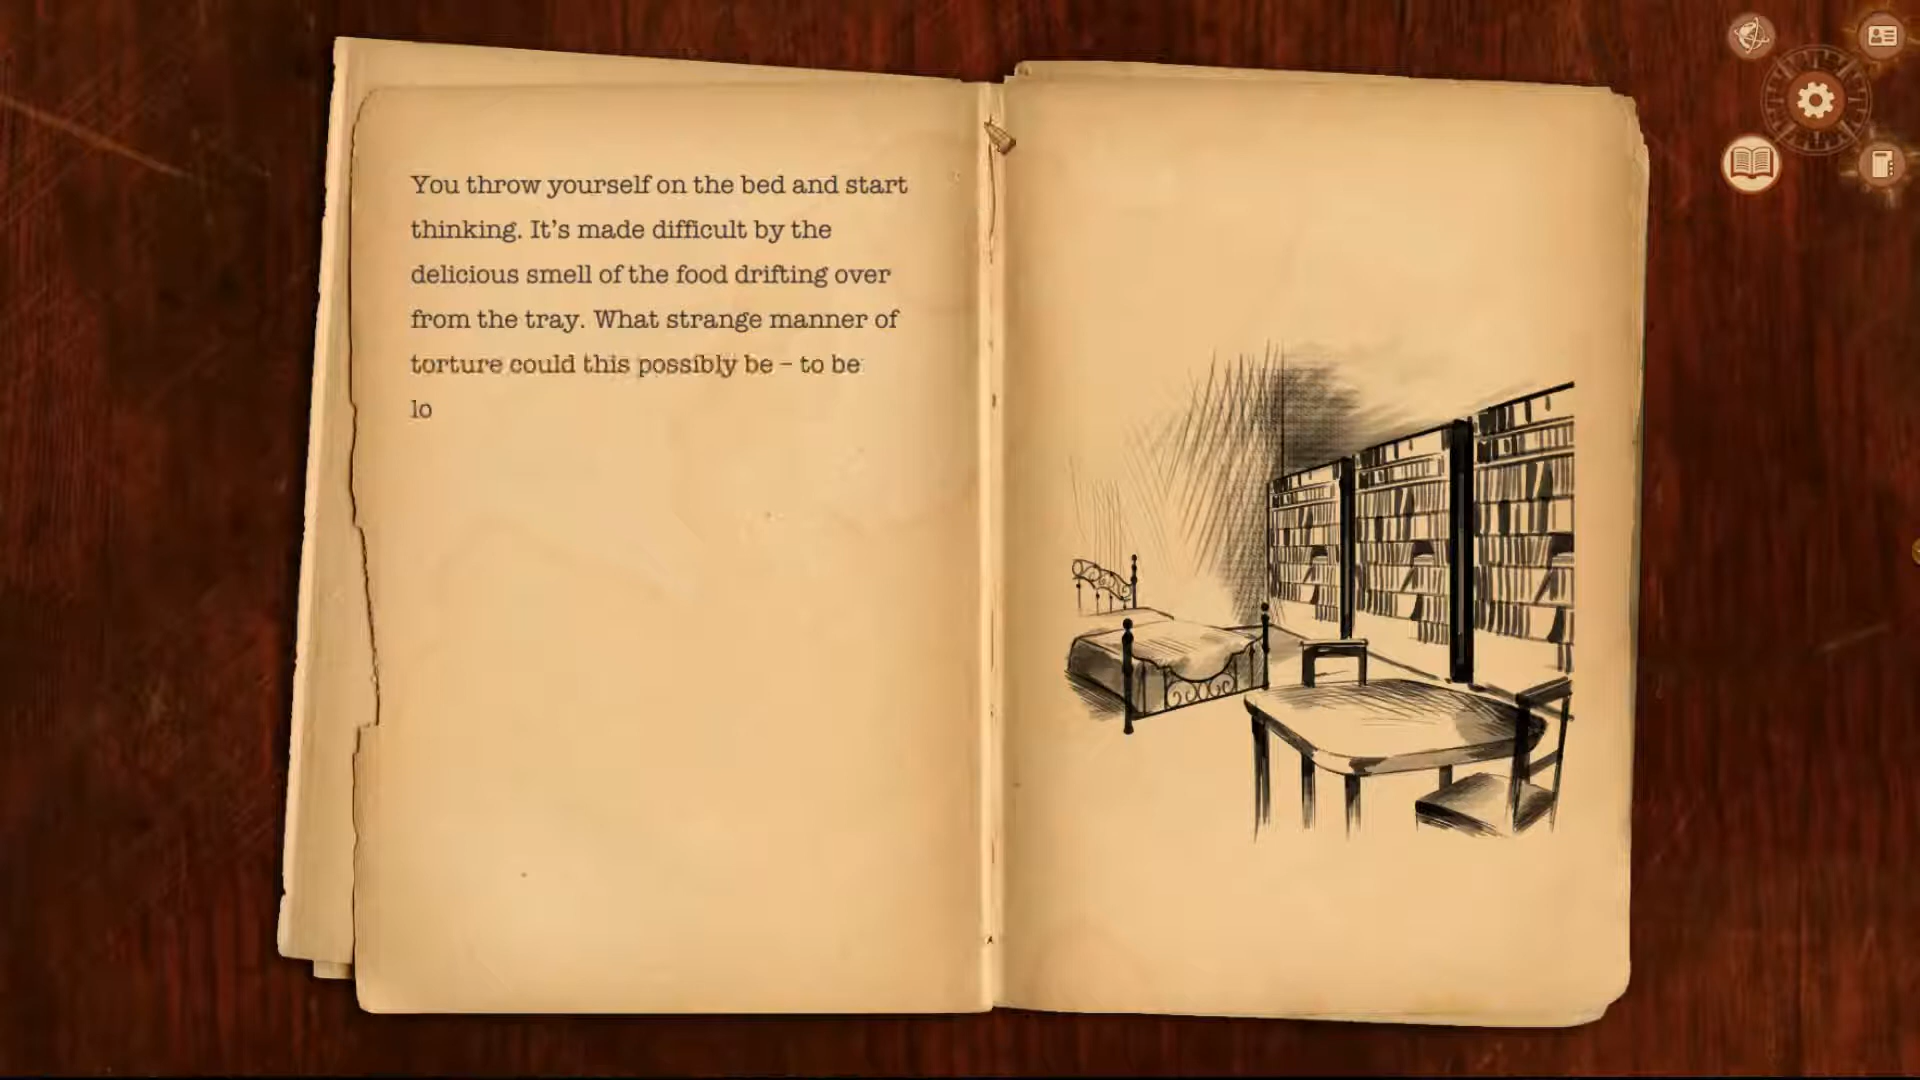 You throw yourself on the bed and start
thinking. It’s made difficult by the
delicious smell of the food drifting over
from the tray. What strange manner of
torture could this possibly be – to be
lo